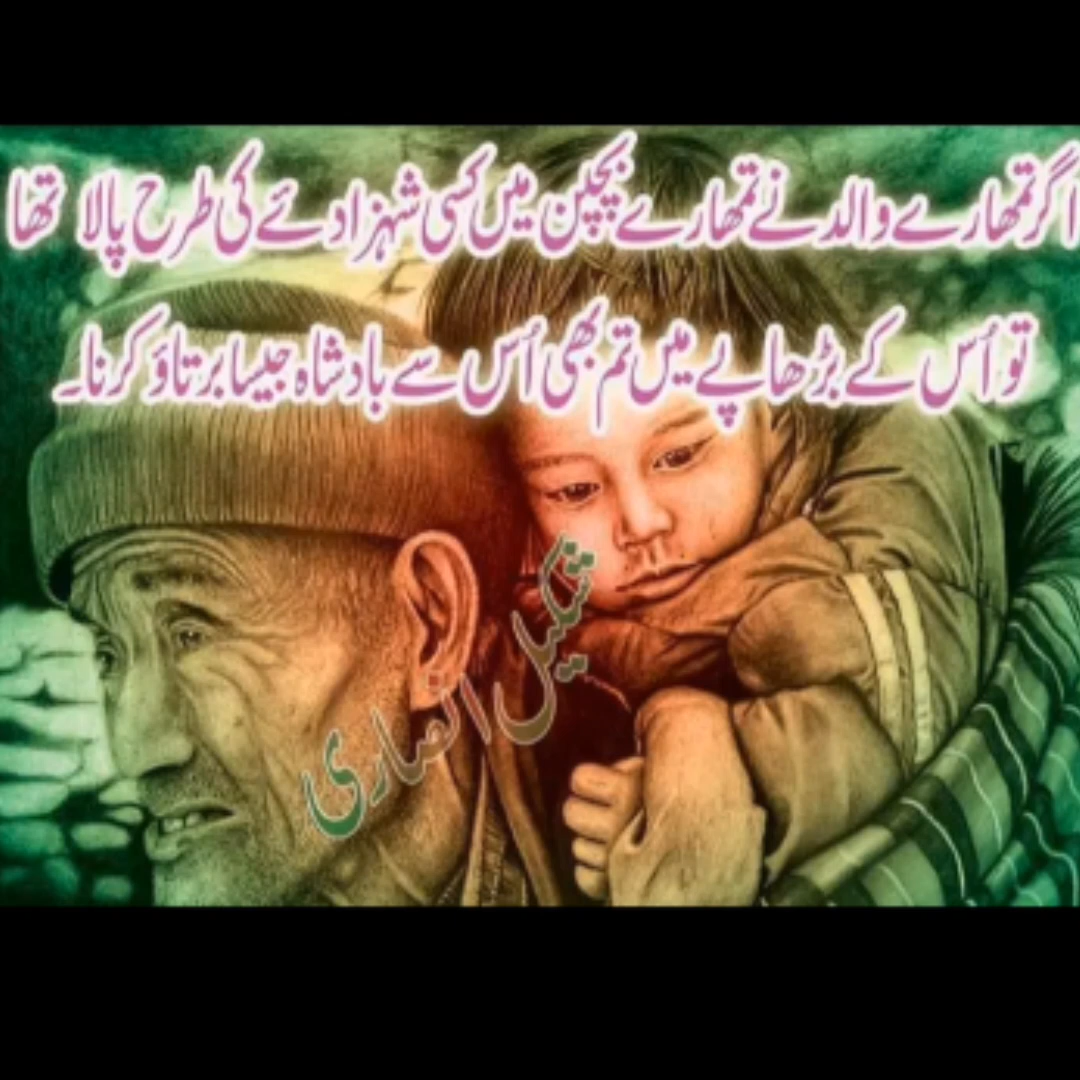 اگر تمھارے والد نے تمھارے بچپن میں کسی شہزادئے کی طرح پالا تھا
تو اُس کے بڑھاپے میں تم بھی اُس سے بادشاہ جیسا برتاؤ کرنا۔
شکیل انصاری